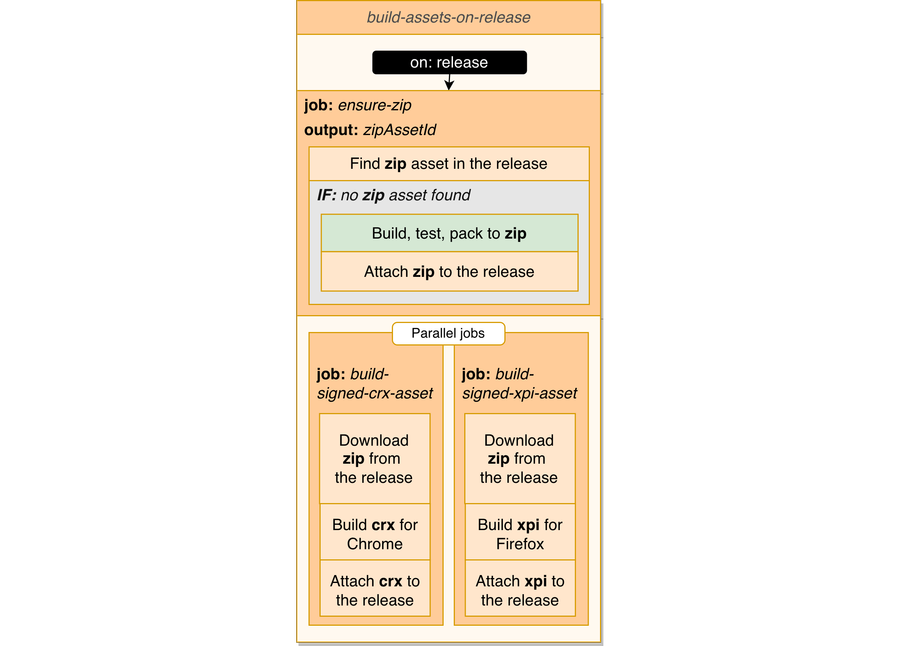 build-assets-on-release
on: release
job: ensure-zip
output: zipAssetId
Find zip asset in the release
IF: no zip asset found
Build, test, pack to zip
Attach zip to the release
Parallel jobs
job: build-
signed-crx-asset
Download
zip from
the release
Build crx for
Chrome
Attach crx to
the release
job: build-
signed-xpi-asset
Download
zip from
the release
Build xpi for
Firefox
Attach xpi to
the release